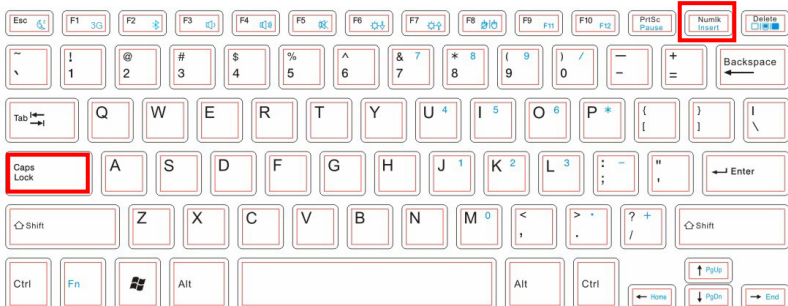 Esc F1 3G F2 F3 F4 F5 F6 F7 F8 F9 F11 F10 F12 PrtSc Pause Numlk Insert Delete
~ ` ! 1 @ 2 # 3 $ 4 % 5 ^ 6 & 7 7 * 8 8 ( 9 9 ) / 0 — - + = Backspace
Tab Q W E R T Y U 4 I 5 O 6 P * { [ } ] | \
Caps Lock A S D F G H J 1 K 2 L 3 : - ; " ' Enter
Shift Z X C V B N M 0 < , > . . ? + / Shift
Ctrl Fn Alt Alt Ctrl ← Home ↑ PgUp ↓ PgDn → End